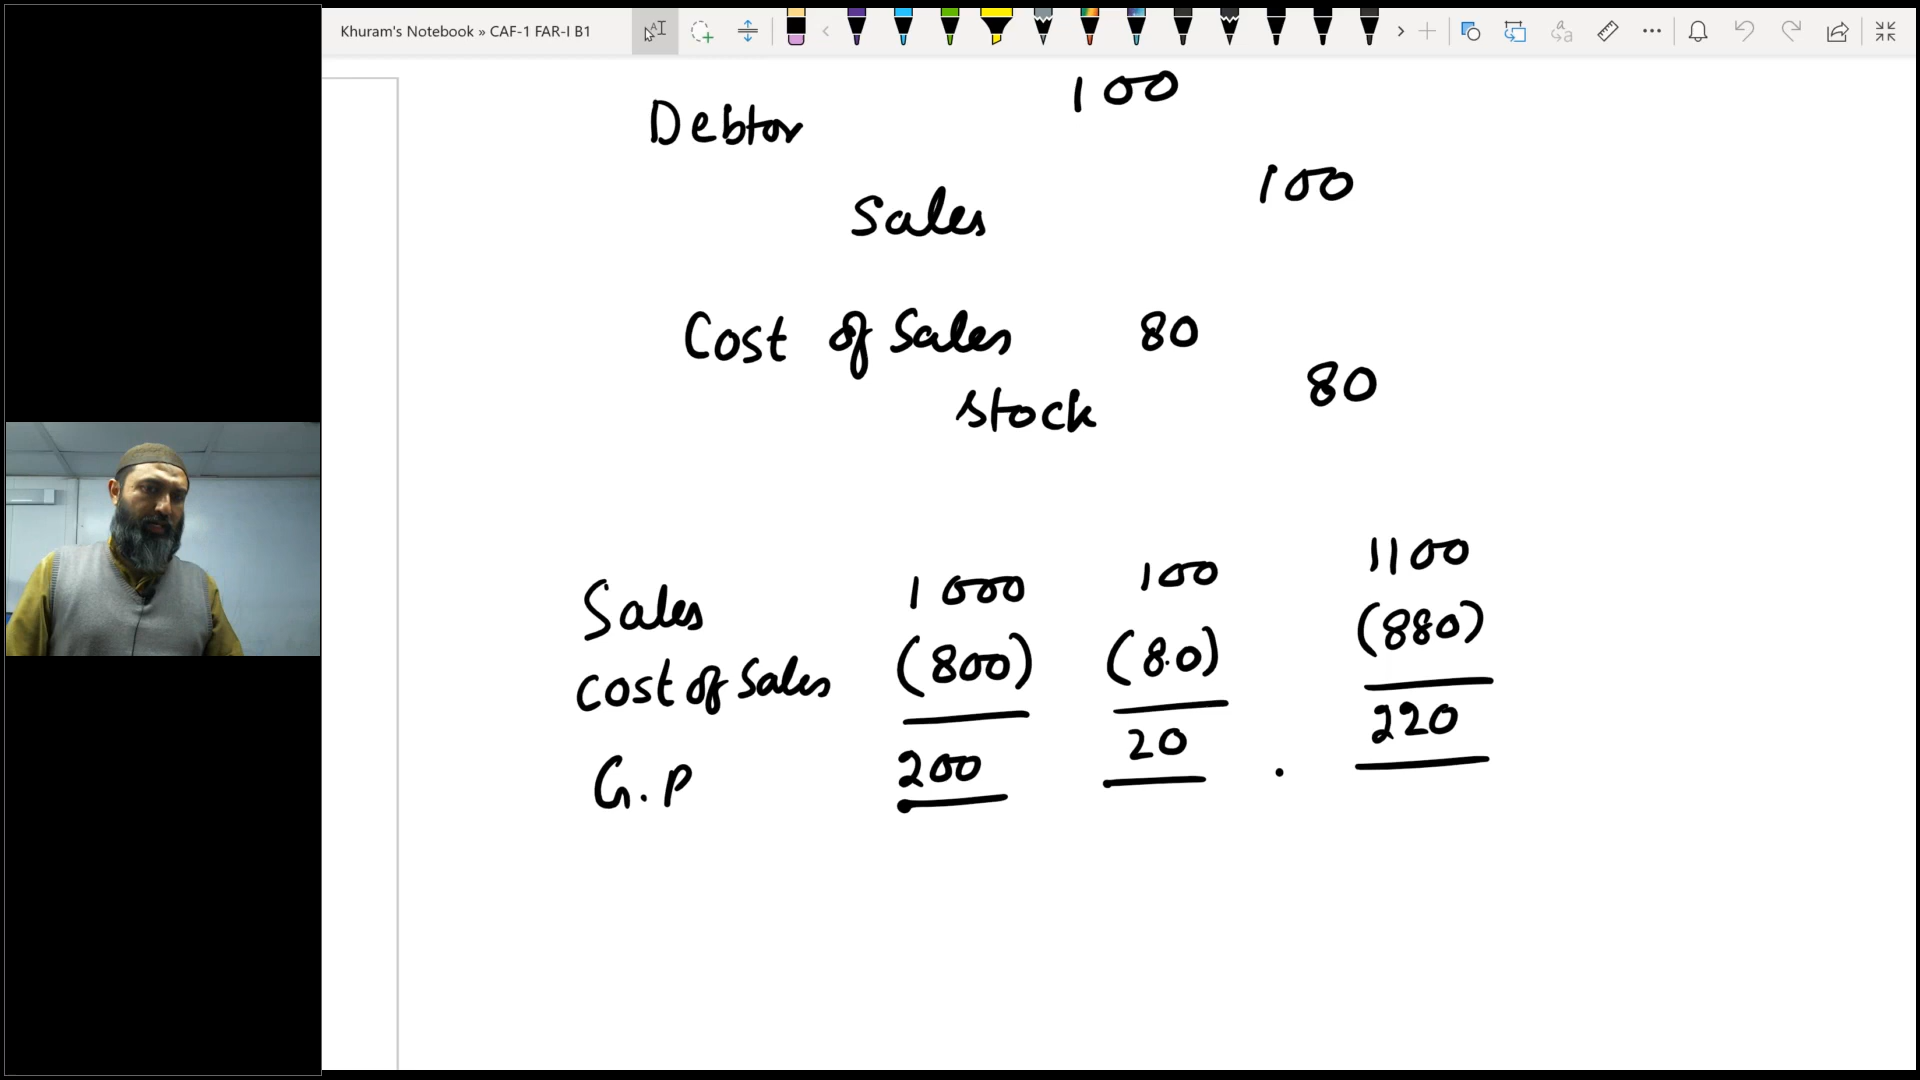 Khuram's Notebook » CAF-1 FAR-I B1
Debtor 100
Sales 100
Cost of Sales 80
Stock 80
Sales 1000 100 1100
Cost of Sales (800) (80) (880)
G.P 200 20 220